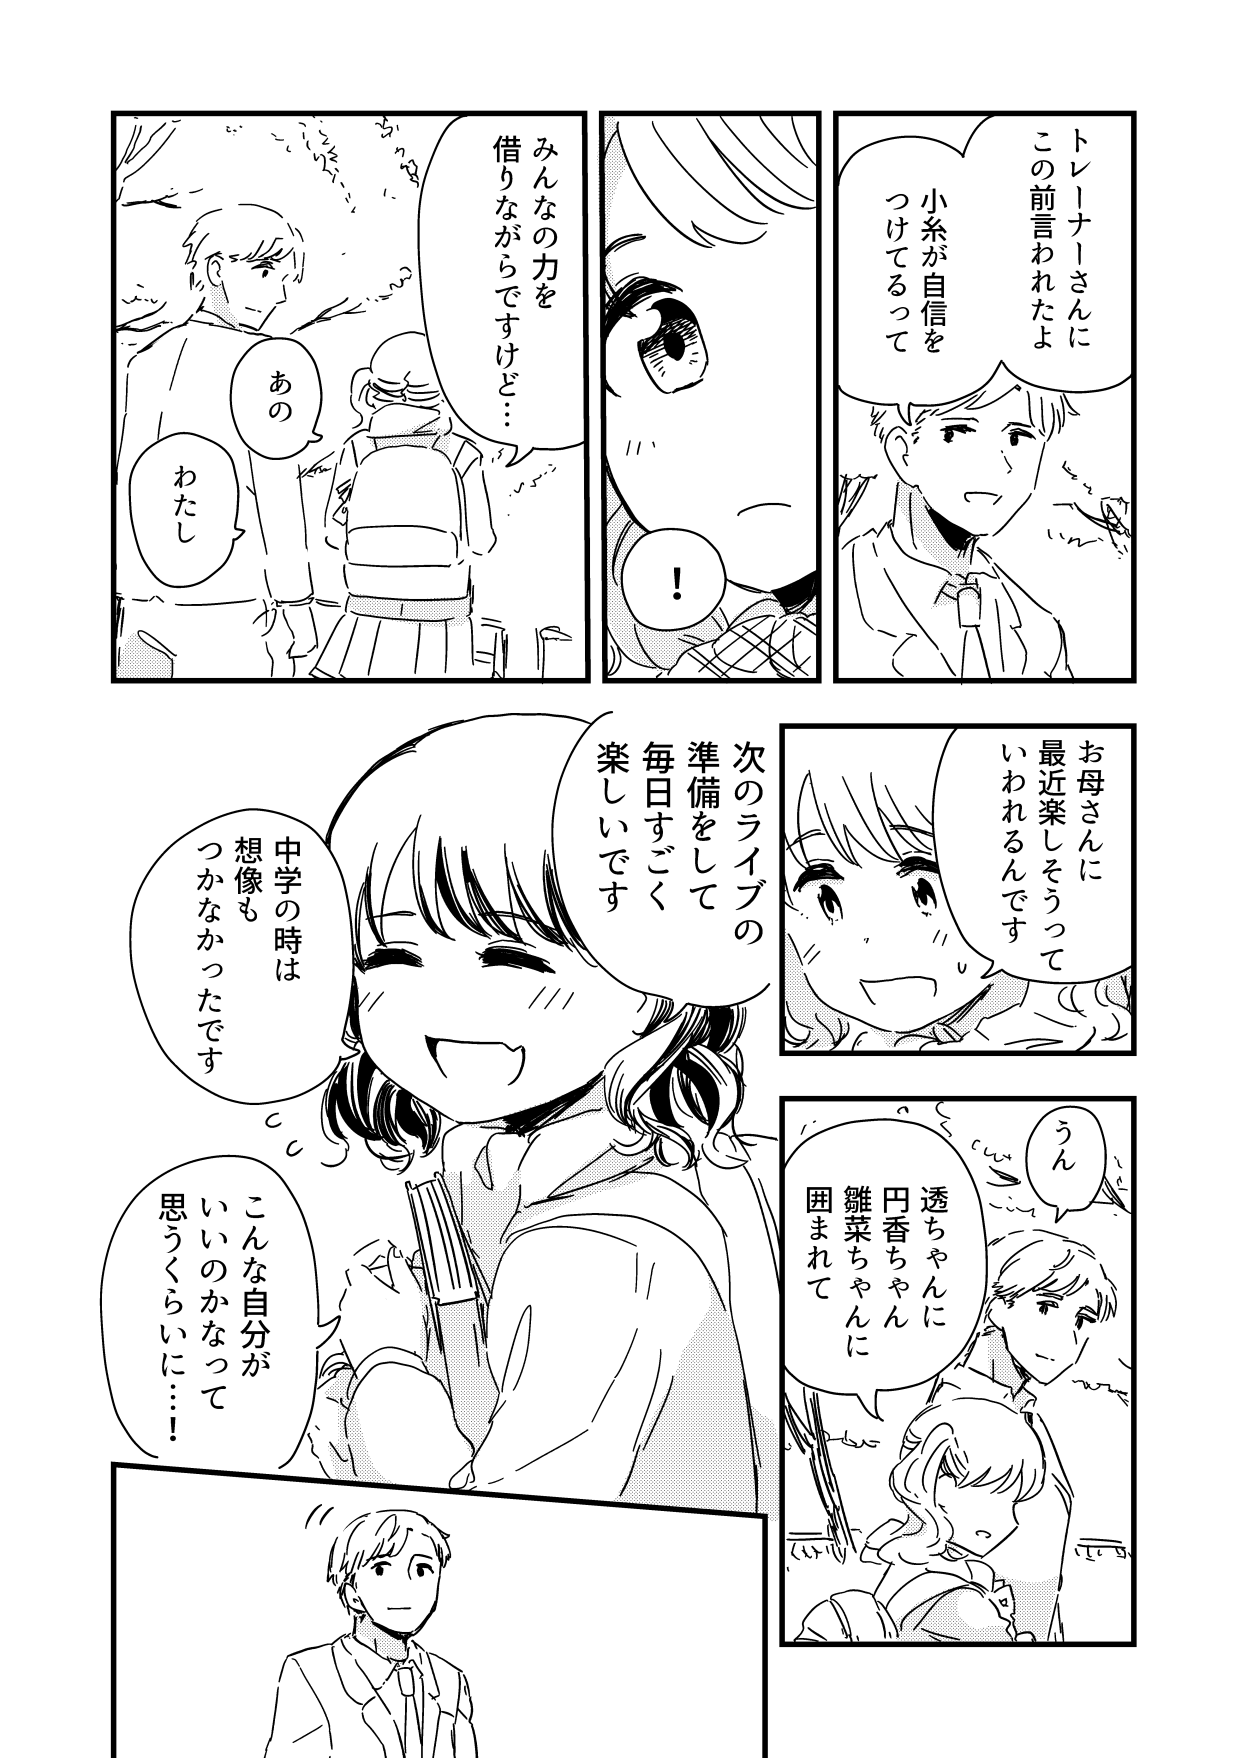 トレーナーさんに
この前言われたよ
小糸が自信を
つけてるって
！
みんなの力を
借りながらですけど…
あの
わたし
お母さんに
最近楽しそうって
いわれるんです
うん
透ちゃんに
円香ちゃん
雛菜ちゃんに
囲まれて
次のライブの
準備をして
毎日すごく
楽しいです
中学の時は
想像も
つかなかったです
こんな自分が
いいのかなって
思うくらいに…！